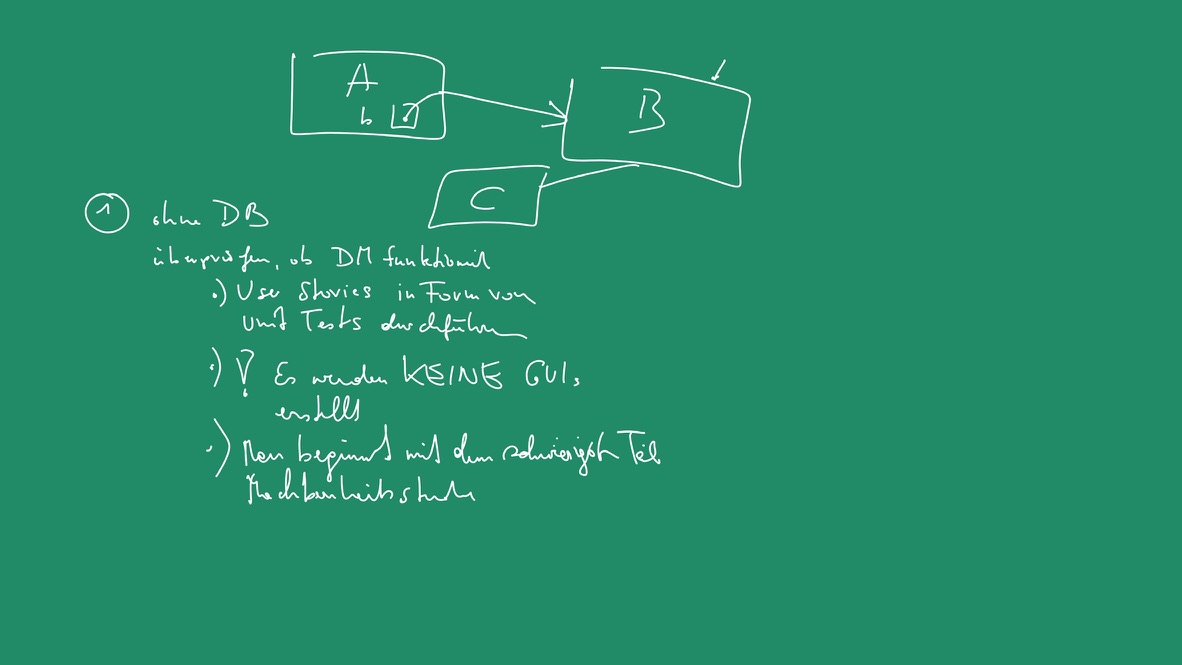 A
b
B
C
1 ohne DB
überprüfen, ob DM funktioniert
.) User Stories in Form von
Unit Tests durchführen
.) ! Es werden KEINE GUIs
erstellt
.) Man beginnt mit dem schwierigsten Teil
Machbarkeitsstudie